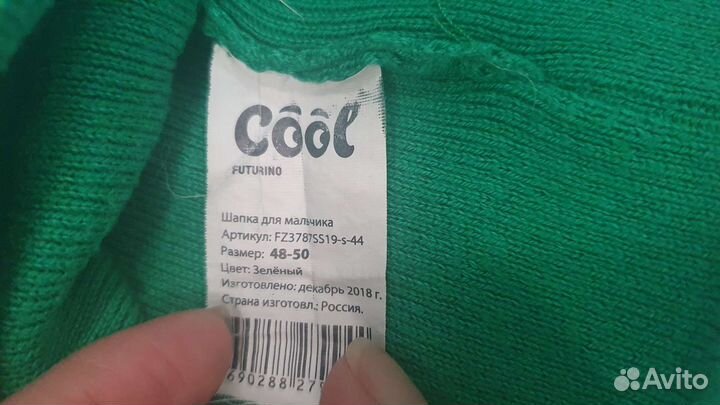 Cool
FUTURINO
Шапка для мальчика
Артикул: FZ3787SS19-s-44
Размер: 48-50
Цвет: Зелёный
Изготовлено: декабрь 2018 г.
Страна изготовл.: Россия.
Avito